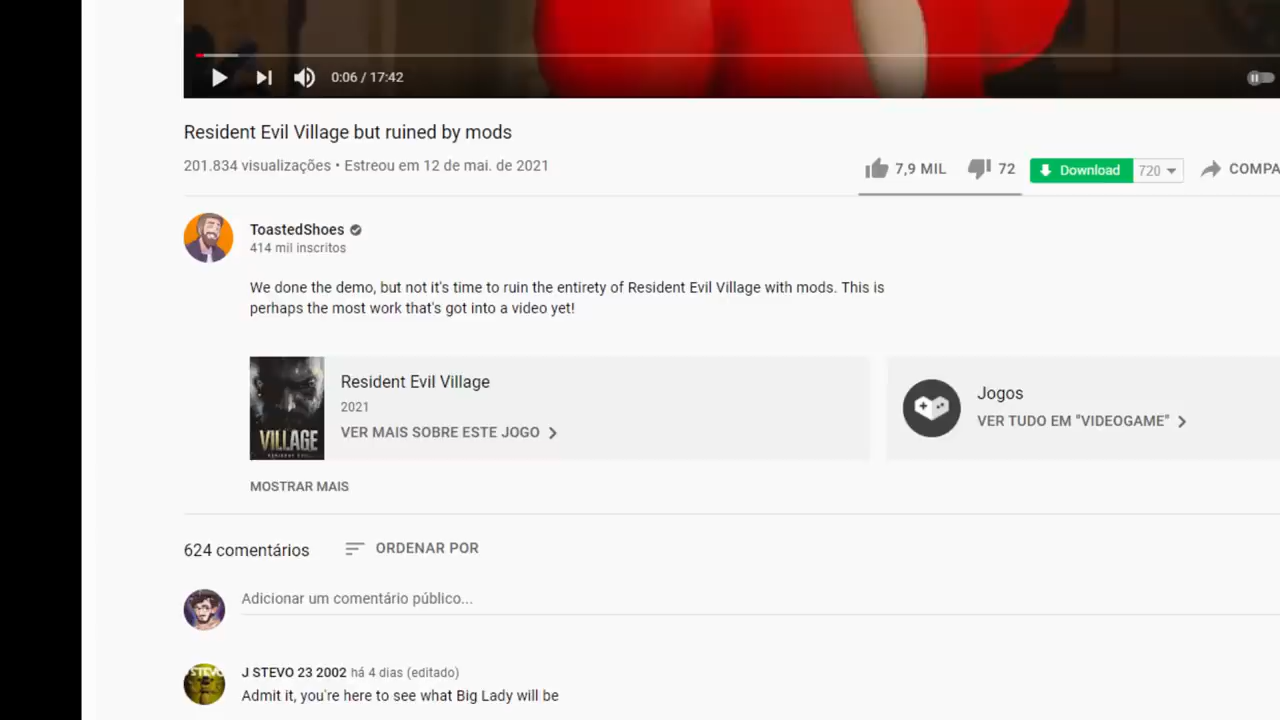 0:06 / 17:42
Resident Evil Village but ruined by mods
201.834 visualizações • Estreou em 12 de mai. de 2021
7,9 MIL
72
Download
720
COMPA
ToastedShoes
414 mil inscritos
We done the demo, but not it's time to ruin the entirety of Resident Evil Village with mods. This is
perhaps the most work that's got into a video yet!
VILLAGE
RESIDENT EVIL
Resident Evil Village
2021
VER MAIS SOBRE ESTE JOGO
Jogos
VER TUDO EM "VIDEOGAME"
MOSTRAR MAIS
624 comentários
ORDENAR POR
Adicionar um comentário público...
STEVO
J STEVO 23 2002 há 4 dias (editado)
Admit it, you're here to see what Big Lady will be